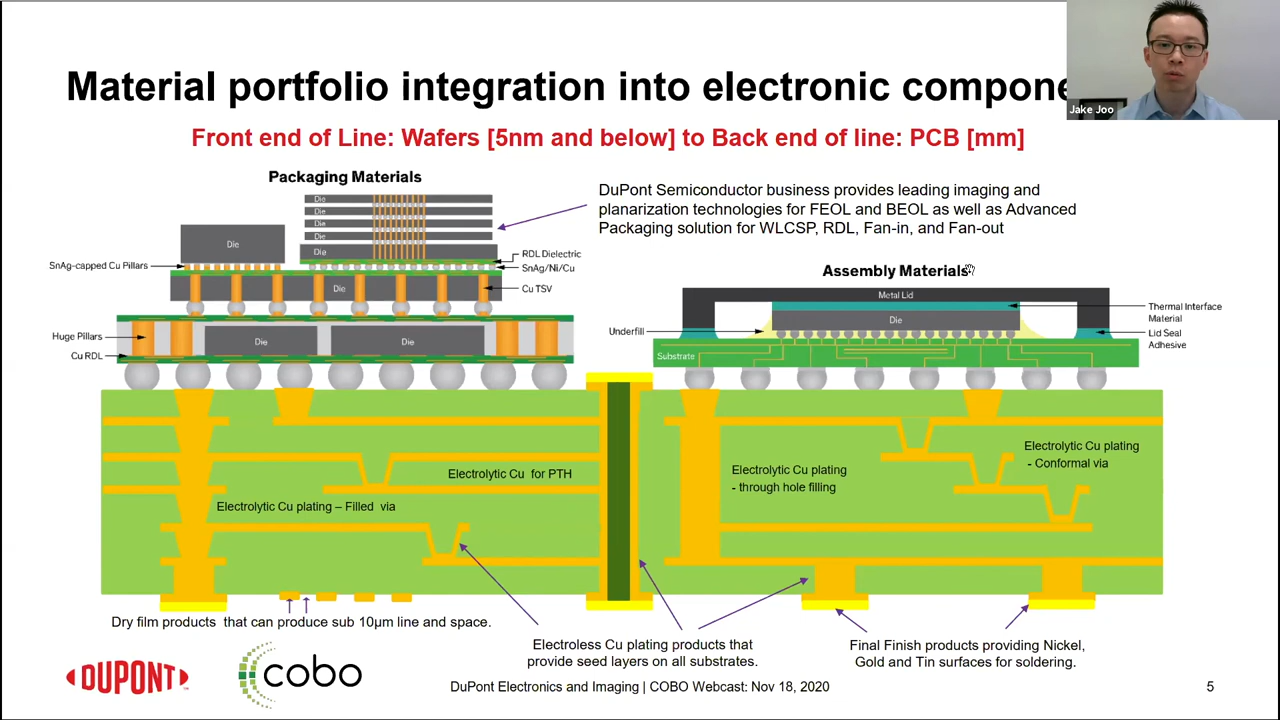 Material portfolio integration into electronic compone
Jake Joo
Front end of Line: Wafers [5nm and below] to Back end of line: PCB [mm]
Packaging Materials
Die
Die
Die
Die
Die
Die
RDL Dielectric
SnAg-capped Cu Pillars
SnAg/Ni/Cu
Die
Cu TSV
Huge Pillars
Die
Die
Cu RDL
DuPont Semiconductor business provides leading imaging and
planarization technologies for FEOL and BEOL as well as Advanced
Packaging solution for WLCSP, RDL, Fan-in, and Fan-out
Assembly Materials
Metal Lid
Thermal Interface
Material
Die
Underfill
Lid Seal
Adhesive
Substrate
Electrolytic Cu for PTH
Electrolytic Cu plating – Filled via
Electrolytic Cu plating
- through hole filling
Electrolytic Cu plating
- Conformal via
Dry film products that can produce sub 10µm line and space.
Electroless Cu plating products that
provide seed layers on all substrates.
Final Finish products providing Nickel,
Gold and Tin surfaces for soldering.
DUPONT
cobo
DuPont Electronics and Imaging | COBO Webcast: Nov 18, 2020
5